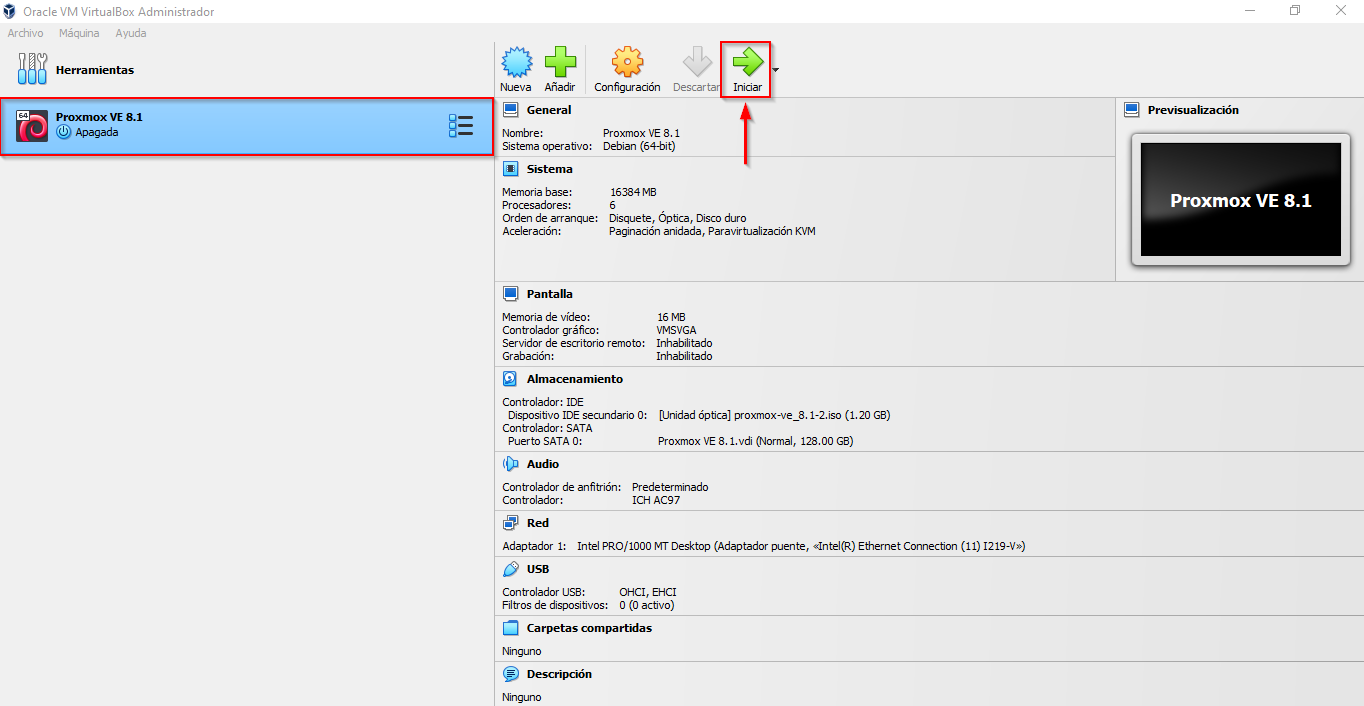 Oracle VM VirtualBox Administrador
Archivo Máquina Ayuda
Herramientas
Nueva Añadir Configuración Descartar Iniciar
64
Proxmox VE 8.1
Apagada
General
Nombre: Proxmox VE 8.1
Sistema operativo: Debian (64-bit)
Previsualización
Proxmox VE 8.1
Sistema
Memoria base: 16384 MB
Procesadores: 6
Orden de arranque: Disquete, Óptica, Disco duro
Aceleración: Paginación anidada, Paravirtualización KVM
Pantalla
Memoria de vídeo: 16 MB
Controlador gráfico: VMSVGA
Servidor de escritorio remoto: Inhabilitado
Grabación: Inhabilitado
Almacenamiento
Controlador: IDE
Dispositivo IDE secundario 0: [Unidad óptica] proxmox-ve_8.1-2.iso (1.20 GB)
Controlador: SATA
Puerto SATA 0: Proxmox VE 8.1.vdi (Normal, 128.00 GB)
Audio
Controlador de anfitrión: Predeterminado
Controlador: ICH AC97
Red
Adaptador 1: Intel PRO/1000 MT Desktop (Adaptador puente, «Intel(R) Ethernet Connection (11) I219-V»)
USB
Controlador USB: OHCI, EHCI
Filtros de dispositivos: 0 (0 activo)
Carpetas compartidas
Ninguno
Descripción
Ninguno